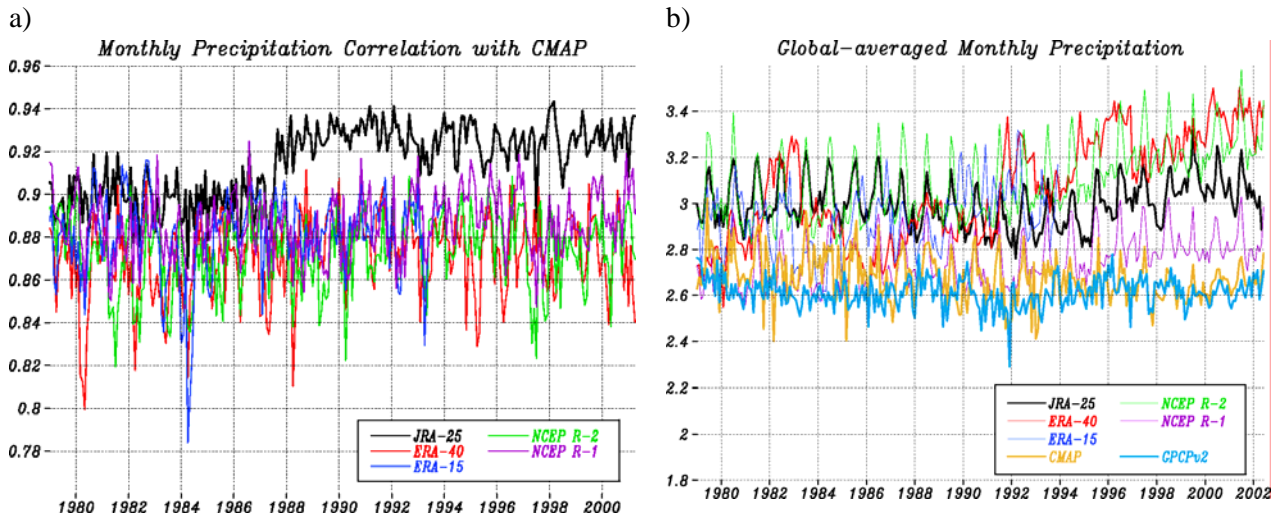 a)
Monthly Precipitation Correlation with CMAP
0.96
0.94
0.92
0.9
0.88
0.86
0.84
0.82
0.8
0.78
1980 1982 1984 1986 1988 1990 1992 1994 1996 1998 2000
JRA-25
ERA-40
ERA-15
NCEP R-2
NCEP R-1
b)
Global-averaged Monthly Precipitation
3.4
3.2
3
2.8
2.6
2.4
2.2
2
1.8
1980 1982 1984 1986 1988 1990 1992 1994 1996 1998 2000 2002
JRA-25
ERA-40
ERA-15
CMAP
NCEP R-2
NCEP R-1
GPCPv2